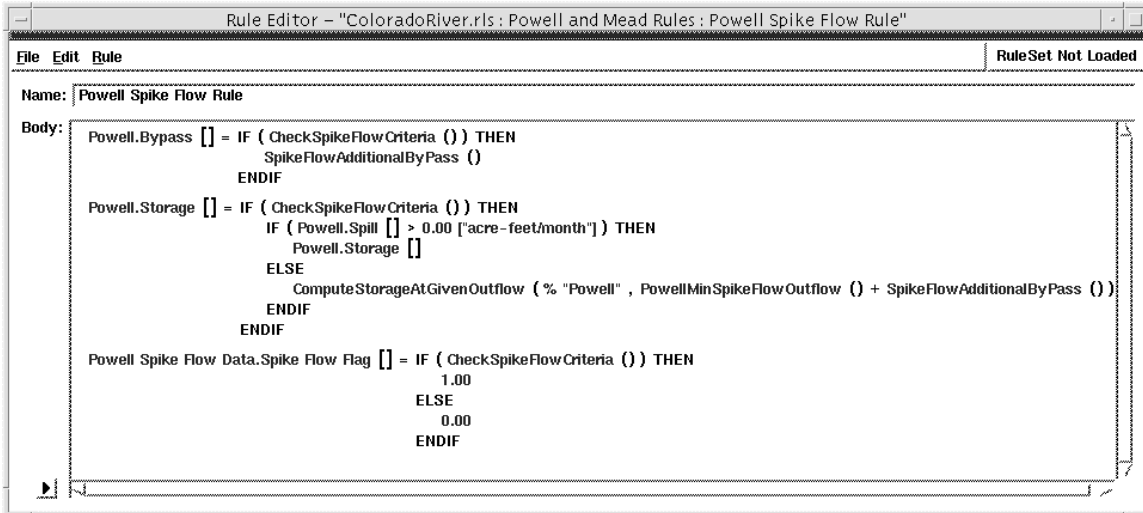 Rule Editor – "ColoradoRiver.rls : Powell and Mead Rules : Powell Spike Flow Rule"
File Edit Rule RuleSet Not Loaded
Name: Powell Spike Flow Rule
Body:
Powell.Bypass [] = IF ( CheckSpikeFlowCriteria () ) THEN
SpikeFlowAdditionalByPass ()
ENDIF
Powell.Storage [] = IF ( CheckSpikeFlowCriteria () ) THEN
IF ( Powell.Spill [] > 0.00 ["acre-feet/month"] ) THEN
Powell.Storage []
ELSE
ComputeStorageAtGivenOutflow ( % "Powell" , PowellMinSpikeFlowOutflow () + SpikeFlowAdditionalByPass () )
ENDIF
ENDIF
Powell Spike Flow Data.Spike Flow Flag [] = IF ( CheckSpikeFlowCriteria () ) THEN
1.00
ELSE
0.00
ENDIF